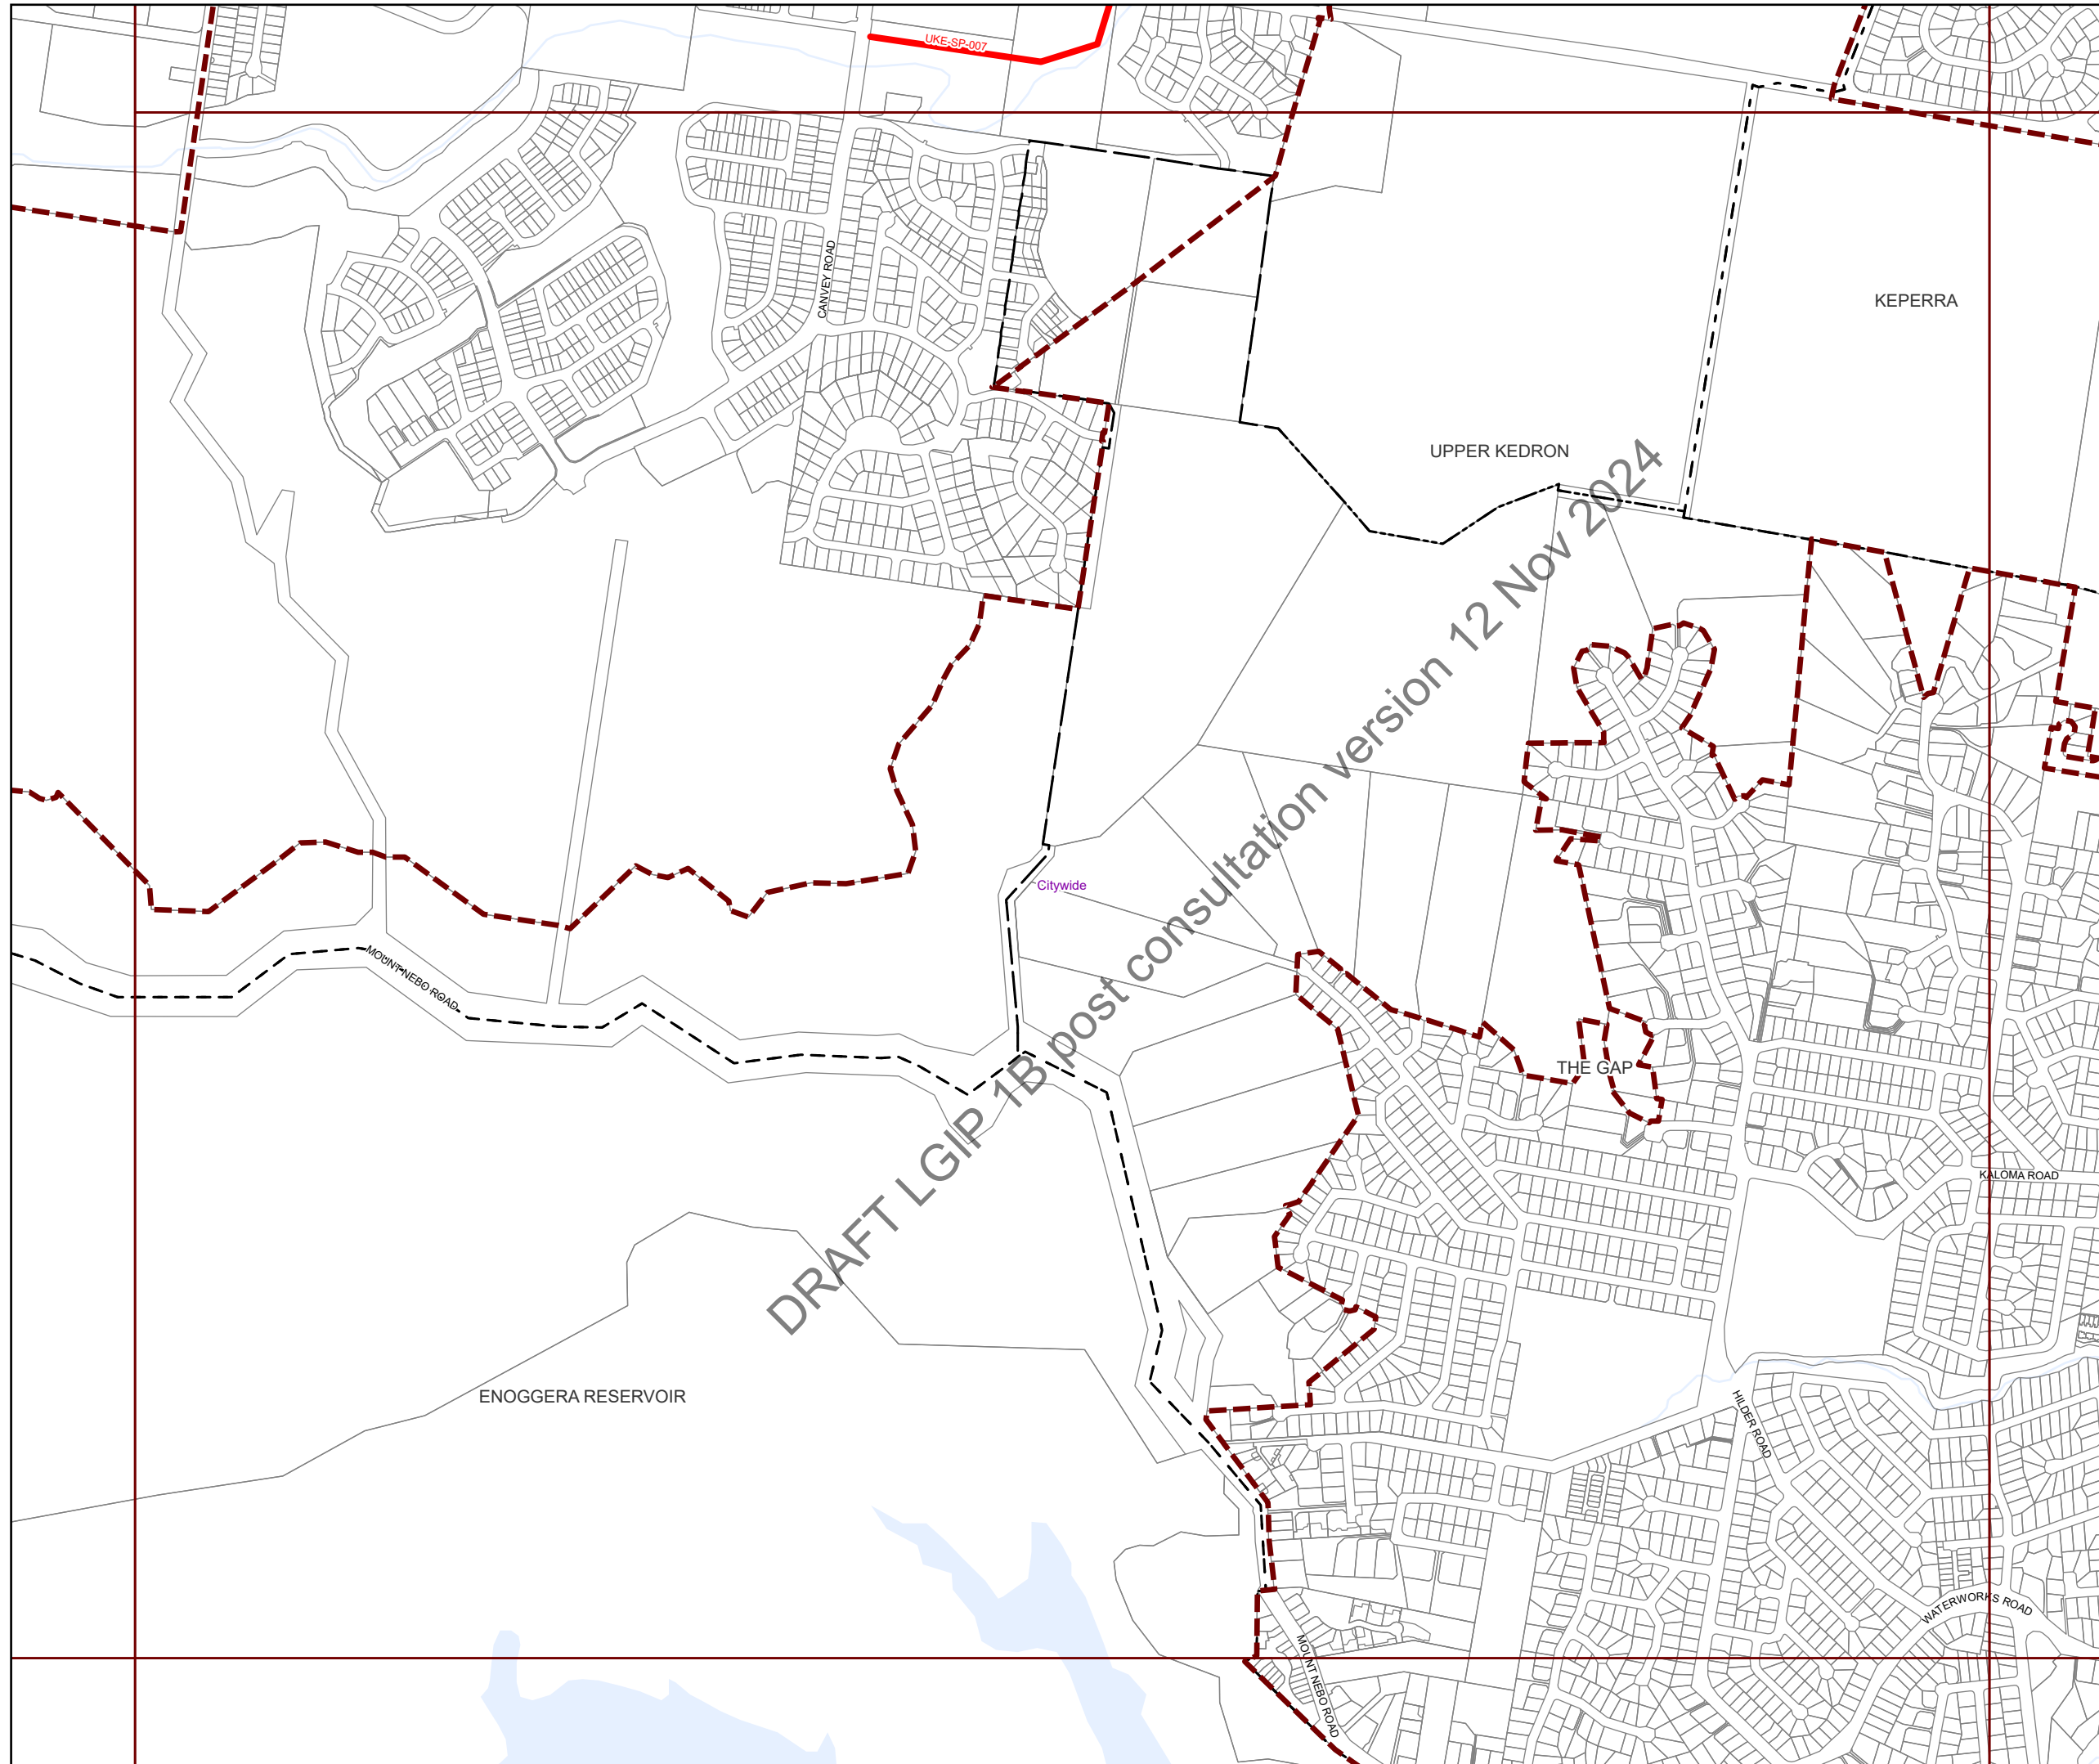 UKE-SP-007
CANVEY ROAD
KEPERRA
UPPER KEDRON
DRAFT LGIP 1B post consultation version 12 Nov 2024
Citywide
MOUNT NEBO ROAD
THE GAP
KALOMA ROAD
ENOGGERA RESERVOIR
HILDER ROAD
WATERWORKS ROAD
MOUNT NEBO ROAD